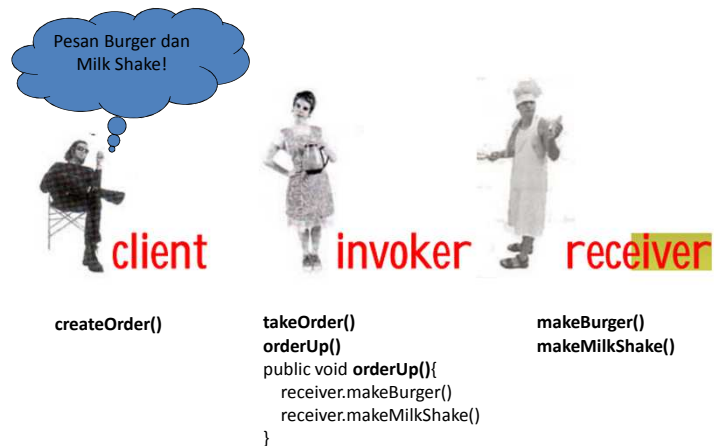 Pesan Burger dan
Milk Shake!
client
invoker
receiver
createOrder()
takeOrder()
orderUp()
public void orderUp(){
receiver.makeBurger()
receiver.makeMilkShake()
}
makeBurger()
makeMilkShake()